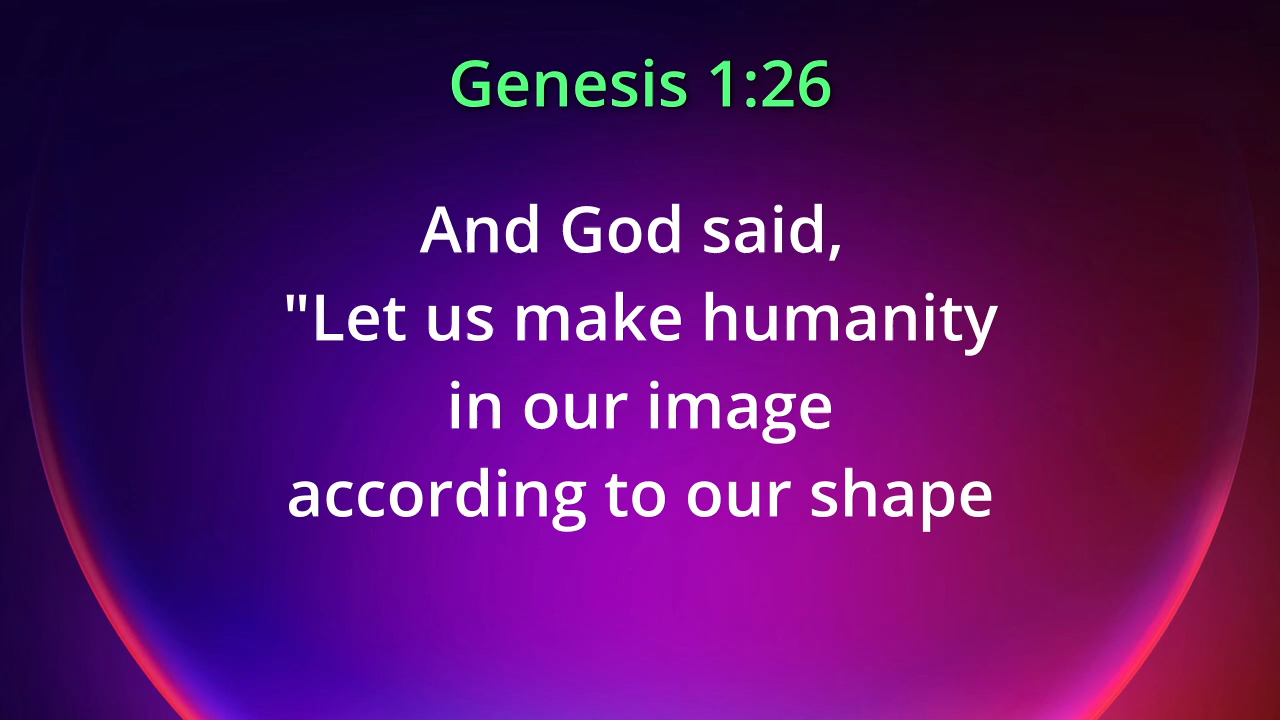 Genesis 1:26
And God said,
"Let us make humanity
in our image
according to our shape